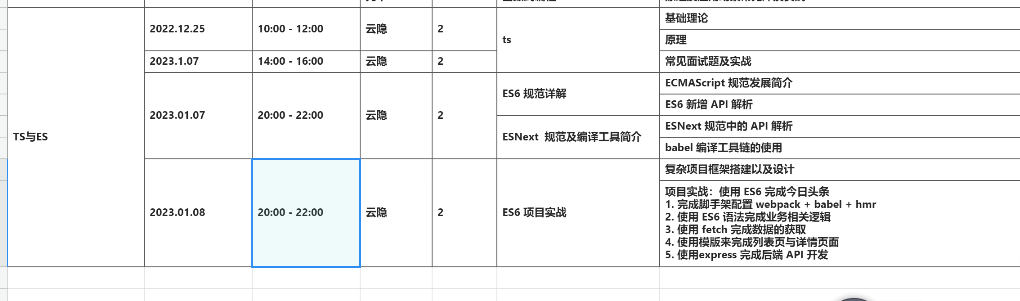 2022.12.25 10:00 - 12:00 云隐 2 ts 基础理论
原理
2023.1.07 14:00 - 16:00 云隐 2 常见面试题及实战
TS与ES
2023.01.07 20:00 - 22:00 云隐 2 ES6 规范详解 ECMAScript 规范发展简介
ES6 新增 API 解析
ESNext 规范及编译工具简介 ESNext 规范中的 API 解析
babel 编译工具链的使用
2023.01.08 20:00 - 22:00 云隐 2 ES6 项目实战 复杂项目框架搭建以及设计
项目实战：使用 ES6 完成今日头条
1. 完成脚手架配置 webpack + babel + hmr
2. 使用 ES6 语法完成业务相关逻辑
3. 使用 fetch 完成数据的获取
4. 使用模版来完成列表页与详情页面
5. 使用express 完成后端 API 开发